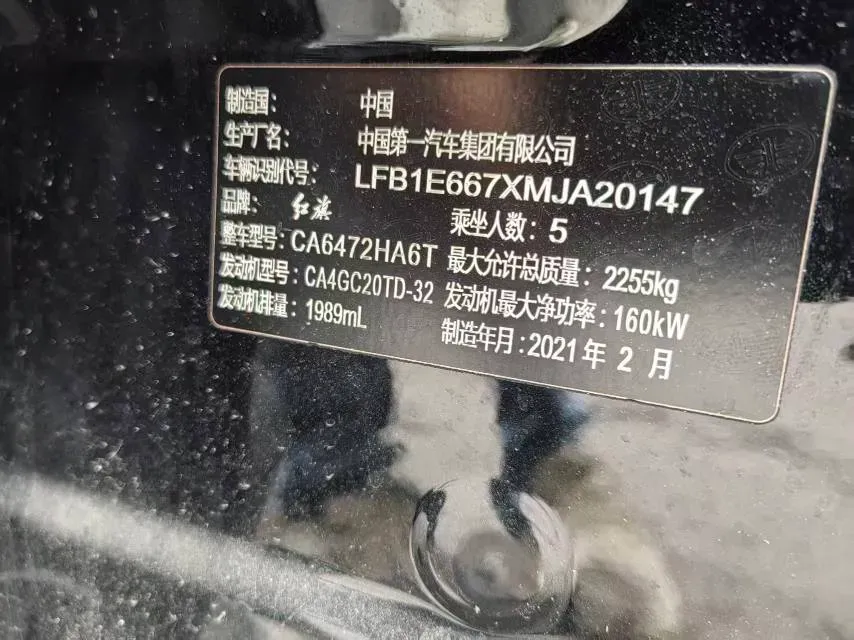 制造国： 中国
生产厂名： 中国第一汽车集团有限公司
车辆识别代号： LFB1E667XMJA20147
品牌： 红旗 乘坐人数：5
整车型号：CA6472HA6T 最大允许总质量：2255kg
发动机型号：CA4GC20TD-32 发动机最大净功率：160kW
发动机排量：1989mL 制造年月：2021年 2 月